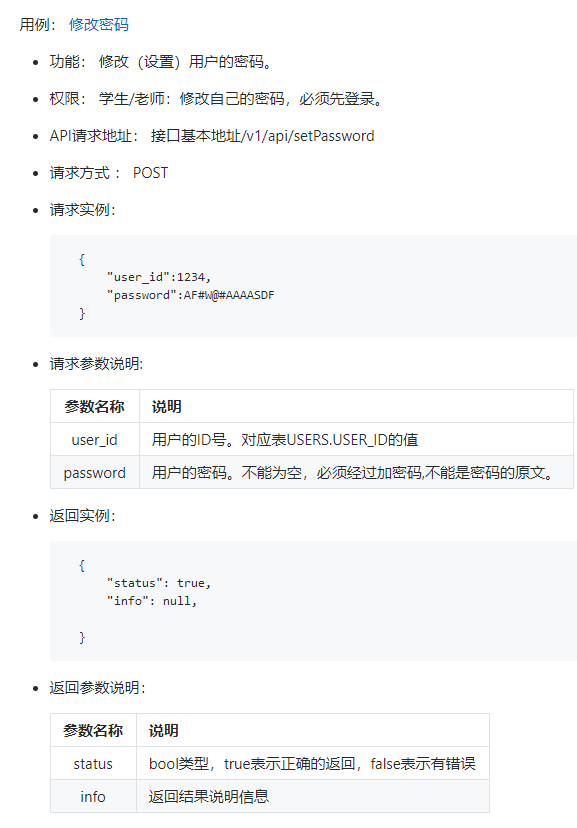 用例： 修改密码
• 功能： 修改（设置）用户的密码。
• 权限： 学生/老师：修改自己的密码，必须先登录。
• API请求地址： 接口基本地址/v1/api/setPassword
• 请求方式 ： POST
• 请求实例：
{
"user_id":1234,
"password":AF#W@#AAAASDF
}
• 请求参数说明:
参数名称 说明
user_id 用户的ID号。对应表USERS.USER_ID的值
password 用户的密码。不能为空，必须经过加密码,不能是密码的原文。
• 返回实例：
{
"status": true,
"info": null,
}
• 返回参数说明：
参数名称 说明
status bool类型，true表示正确的返回，false表示有错误
info 返回结果说明信息